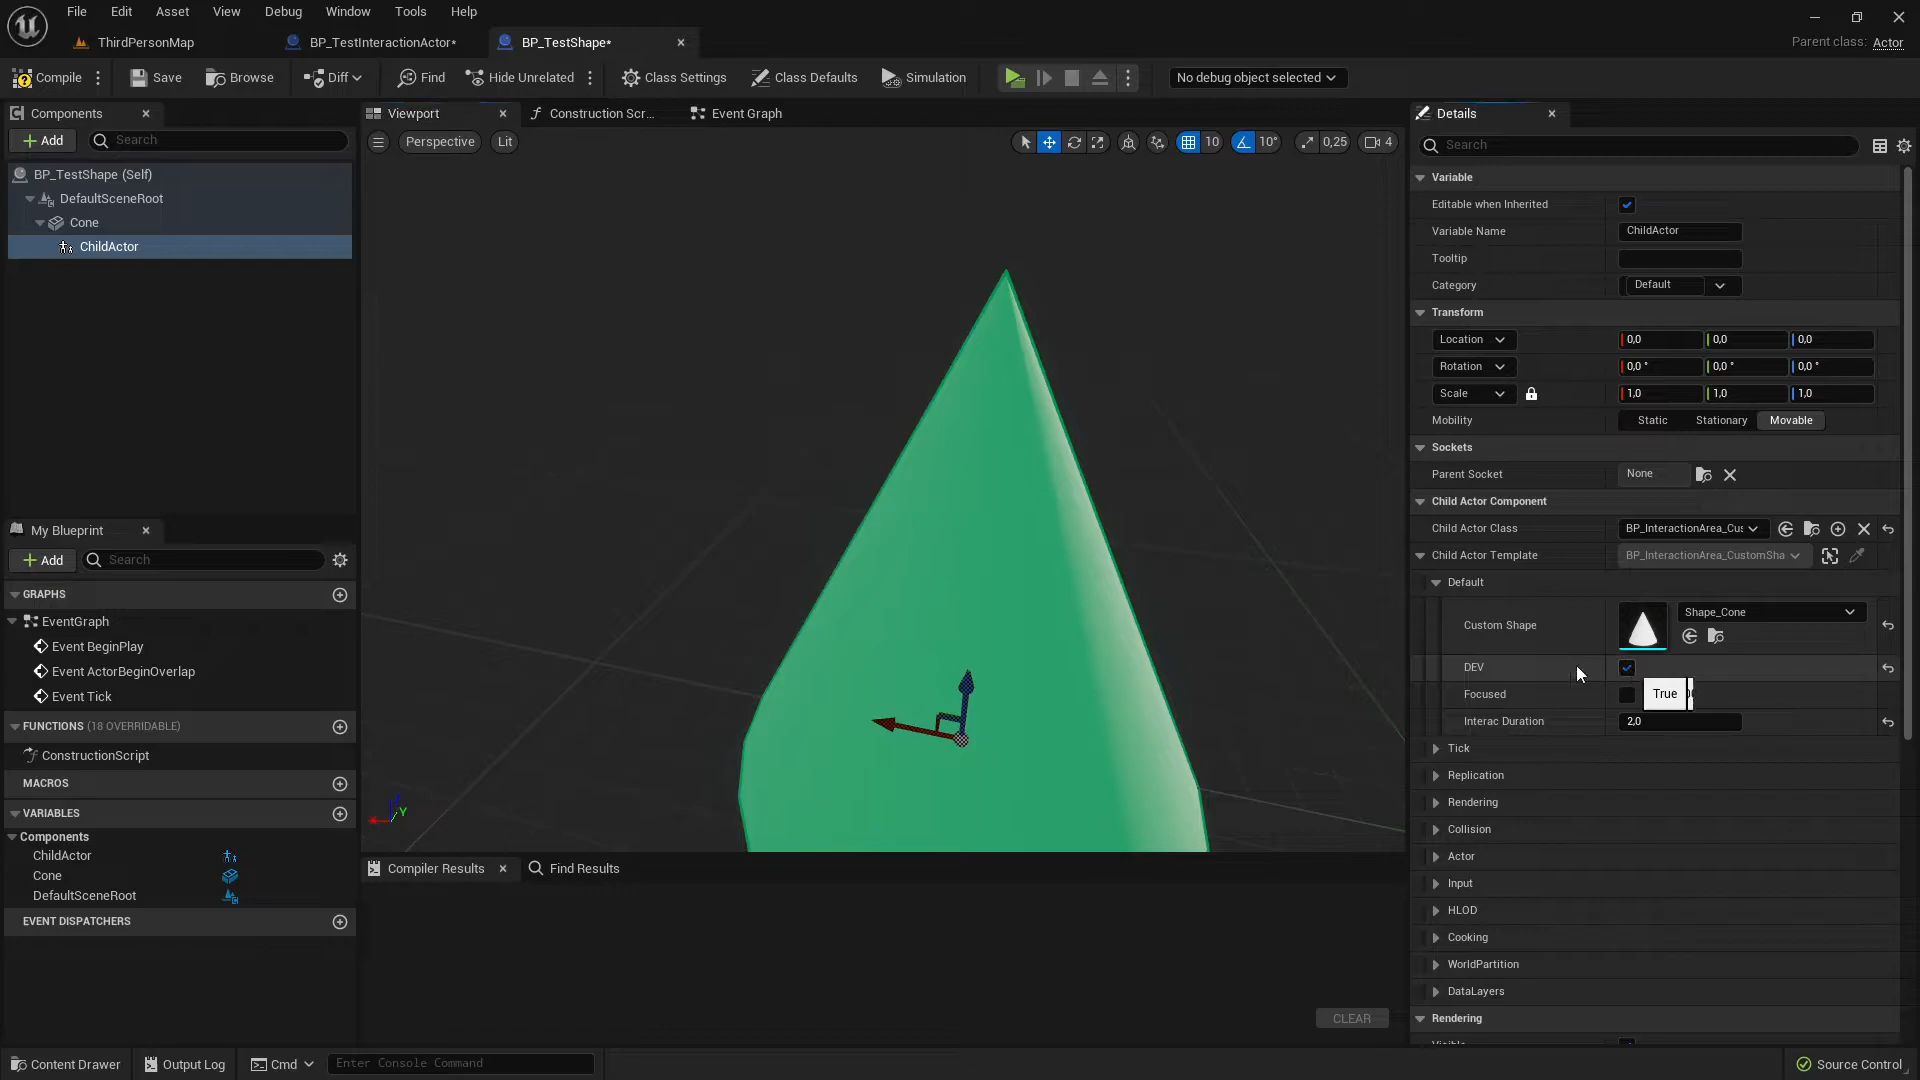 File Edit Asset View Debug Window Tools Help
ThirdPersonMap BP_TestInteractionActor* BP_TestShape*
Parent class: Actor
Compile Save Browse Diff Find Hide Unrelated Class Settings Class Defaults Simulation No debug object selected
Components
Add Search
BP_TestShape (Self)
DefaultSceneRoot
Cone
ChildActor
My Blueprint
Add Search
GRAPHS
EventGraph
Event BeginPlay
Event ActorBeginOverlap
Event Tick
FUNCTIONS (18 OVERRIDABLE)
ConstructionScript
MACROS
VARIABLES
Components
ChildActor
Cone
DefaultSceneRoot
EVENT DISPATCHERS
Viewport Construction Scr... Event Graph
Perspective Lit 10 10° 0,25 4
Y
Compiler Results Find Results
CLEAR
Details
Search
Variable
Editable when Inherited
Variable Name ChildActor
Tooltip
Category Default
Transform
Location 0,0 0,0 0,0
Rotation 0,0 ° 0,0 ° 0,0 °
Scale 1,0 1,0 1,0
Mobility Static Stationary Movable
Sockets
Parent Socket None
Child Actor Component
Child Actor Class BP_InteractionArea_Cus
Child Actor Template BP_InteractionArea_CustomSha
Default
Custom Shape Shape_Cone
DEV
Focused True
Interac Duration 2,0
Tick
Replication
Rendering
Collision
Actor
Input
HLOD
Cooking
WorldPartition
DataLayers
Rendering
Content Drawer Output Log Cmd Enter Console Command Source Control